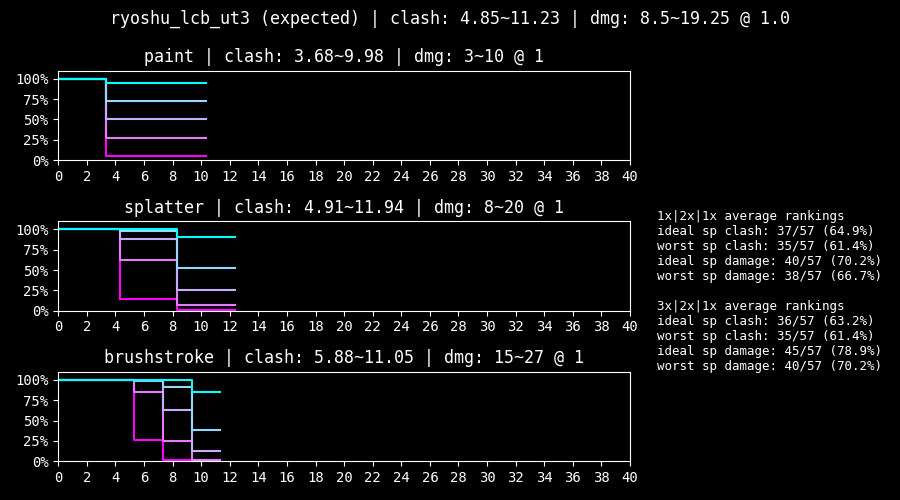 ryoshu_lcb_ut3 (expected) | clash: 4.85~11.23 | dmg: 8.5~19.25 @ 1.0
paint | clash: 3.68~9.98 | dmg: 3~10 @ 1
100%
75%
50%
25%
0%
0 2 4 6 8 10 12 14 16 18 20 22 24 26 28 30 32 34 36 38 40
splatter | clash: 4.91~11.94 | dmg: 8~20 @ 1
100%
75%
50%
25%
0%
0 2 4 6 8 10 12 14 16 18 20 22 24 26 28 30 32 34 36 38 40
brushstroke | clash: 5.88~11.05 | dmg: 15~27 @ 1
100%
75%
50%
25%
0%
0 2 4 6 8 10 12 14 16 18 20 22 24 26 28 30 32 34 36 38 40
1x|2x|1x average rankings
ideal sp clash: 37/57 (64.9%)
worst sp clash: 35/57 (61.4%)
ideal sp damage: 40/57 (70.2%)
worst sp damage: 38/57 (66.7%)
3x|2x|1x average rankings
ideal sp clash: 36/57 (63.2%)
worst sp clash: 35/57 (61.4%)
ideal sp damage: 45/57 (78.9%)
worst sp damage: 40/57 (70.2%)